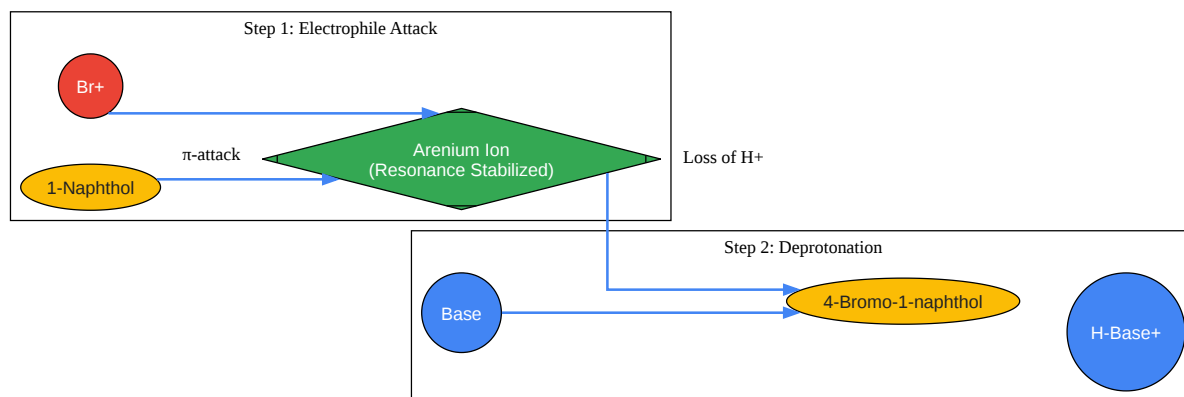 Step 1: Electrophile Attack
Br+
π-attack
1-Naphthol
Arenium Ion
(Resonance Stabilized)
Loss of H+
Step 2: Deprotonation
Base
4-Bromo-1-naphthol
H-Base+